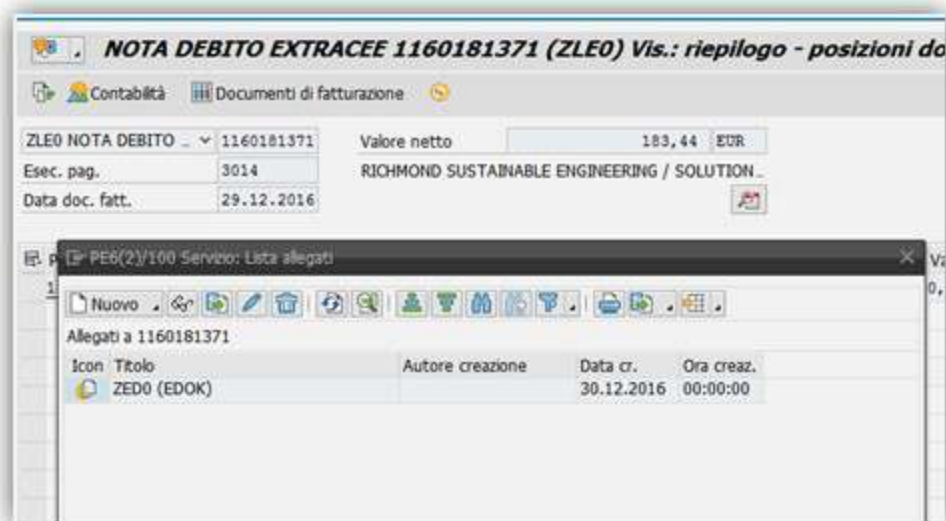 NOTA DEBITO EXTRACEE 1160181371 (ZLE0) Vis.: riepilogo - posizioni do
Contabilità Documenti di fatturazione
ZLE0 NOTA DEBITO .. 1160181371 Valore netto 183,44 EUR
Esec. pag. 3014 RICHMOND SUSTAINABLE ENGINEERING / SOLUTION..
Data doc. fatt. 29.12.2016
P PE6(2)/100 Servizio: Lista allegati Va
1 Nuovo 0,
Allegati a 1160181371
Icon Titolo Autore creazione Data cr. Ora creaz.
ZED0 (EDOK) 30.12.2016 00:00:00